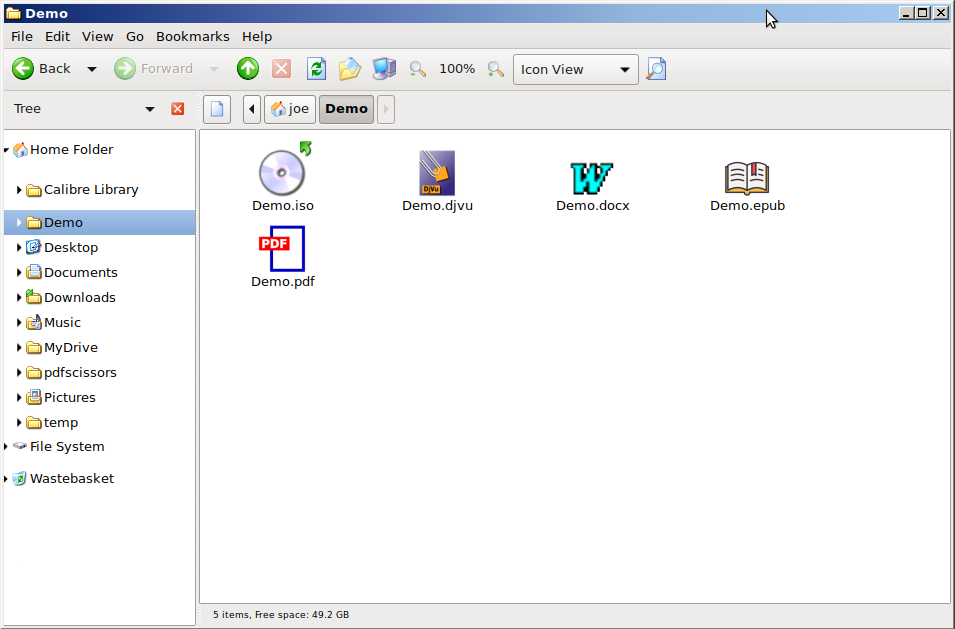 Demo
File Edit View Go Bookmarks Help
Back Forward 100% Icon View
Tree
joe Demo
Home Folder
Calibre Library
Demo
Desktop
Documents
Downloads
Music
MyDrive
pdfscissors
Pictures
temp
File System
Wastebasket
DjVu W
Demo.iso Demo.djvu Demo.docx Demo.epub
PDF
Demo.pdf
5 items, Free space: 49.2 GB